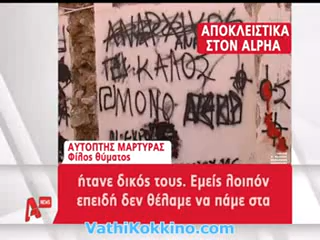 ΑΠΟΚΛΕΙΣΤΙΚΑ
ΣΤΟΝ ALPHA
ΚΑΛΟΣ
ΜΟΝΟ
ΑΥΤΟΠΤΗΣ ΜΑΡΤΥΡΑΣ
Φίλος θύματος
ήτανε δικός τους. Εμείς λοιπόν
επειδή δεν θέλαμε να πάμε στα
A NEWS
VathiKokkino.com